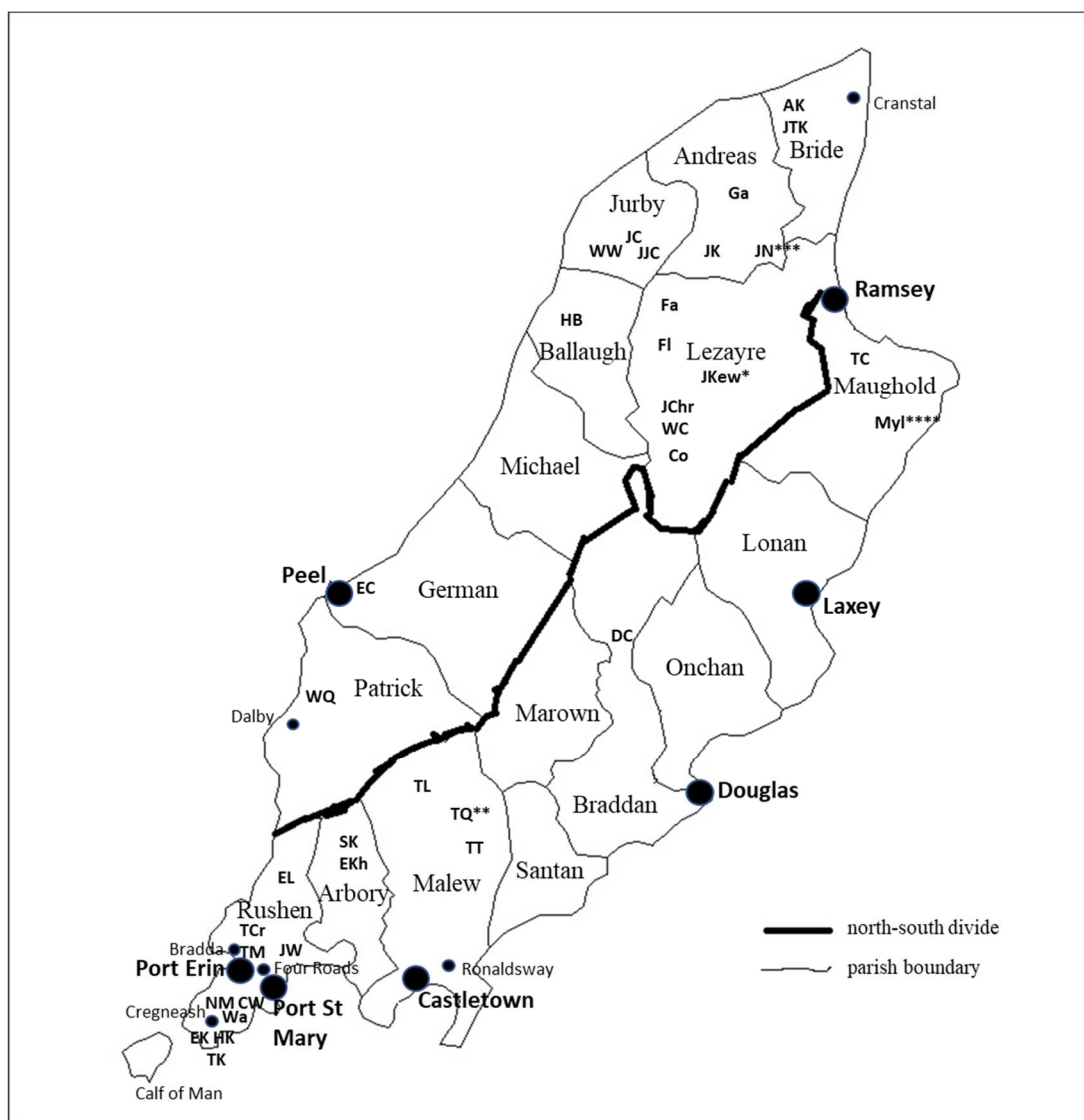 AK
Cranstal
JTK
Bride
Andreas
Ga
Jurby
JC
WW
JJC
JK
JN***
Ramsey
Fa
HB
Fl
Lezayre
Ballaugh
TC
JKew*
Maughold
JChr
Myl****
WC
Co
Michael
Lonan
Peel
EC
German
Laxey
DC
Onchan
Patrick
WQ
Marown
Dalby
TL
Douglas
Braddan
TQ**
SK
TT
EKh
Santan
EL
Arbory
Malew
Rushen
TCr
north-south divide
Bradda
TM
JW
Port Erin
Four Roads
Ronaldsway
parish boundary
Castletown
NM
CW
Port St
Mary
Cregneash
Wa
EK
HK
TK
Calf of Man